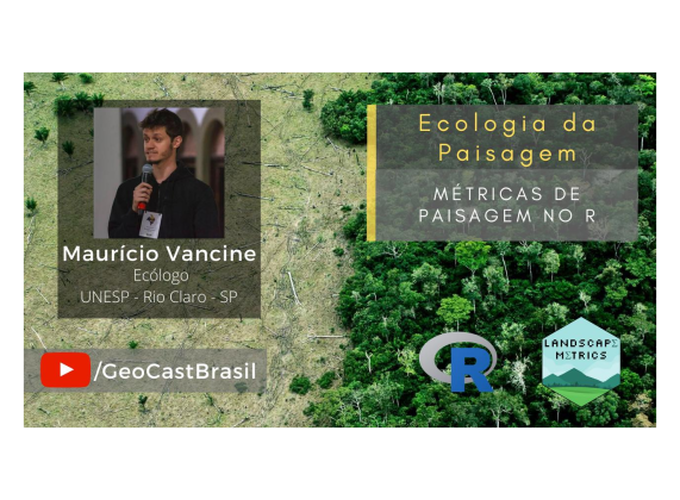 Ecologia da
Paisagem
MÉTRICAS DE
PAISAGEM NO R
Maurício Vancine
Ecólogo
UNESP - Rio Claro - SP
/GeoCastBrasil
R
LANDSCAPE
METRICS